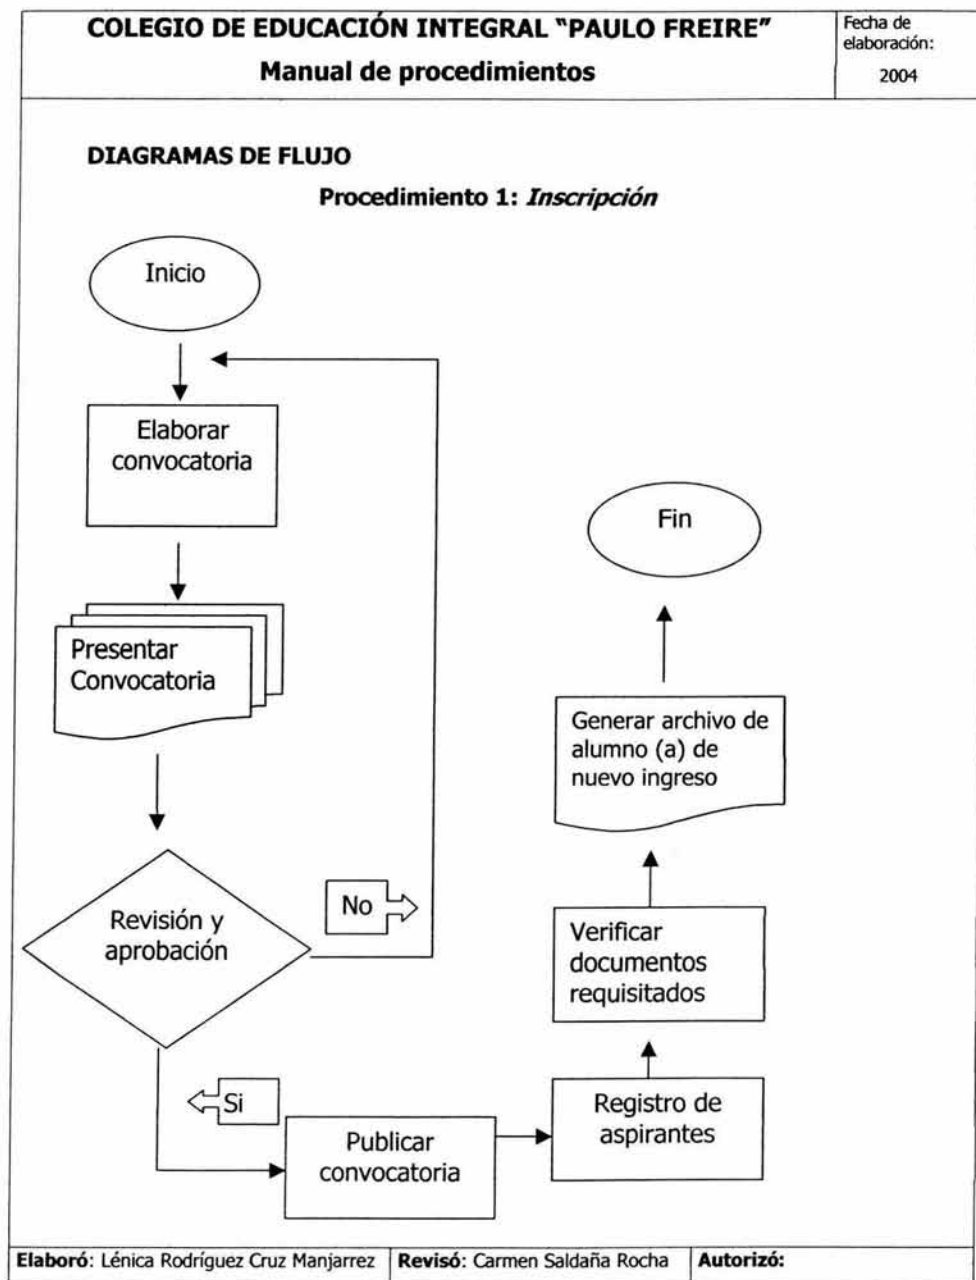 COLEGIO DE EDUCACIÓN INTEGRAL “PAULO FREIRE”
Manual de procedimientos
Fecha de
elaboración:
2004
DIAGRAMAS DE FLUJO
Procedimiento 1: Inscripción
Inicio
Elaborar
convocatoria
Presentar
Convocatoria
Revisión y
aprobación
No
Si
Publicar
convocatoria
Registro de
aspirantes
Verificar
documentos
requisitados
Generar archivo de
alumno (a) de
nuevo ingreso
Fin
Elaboró: Lénica Rodríguez Cruz Manjarrez
Revisó: Carmen Saldaña Rocha
Autorizó: